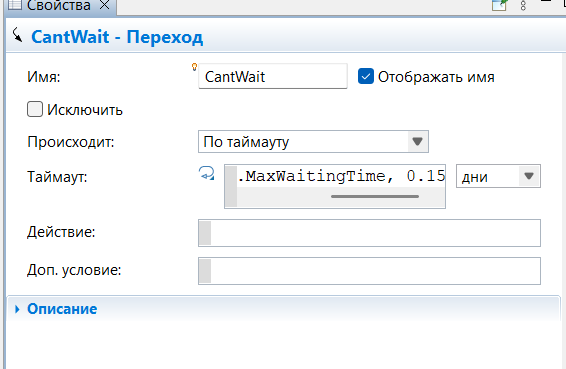 Свойства
CantWait - Переход
Имя: CantWait Отображать имя
Исключить
Происходит: По таймауту
Таймаут: .MaxWaitingTime, 0.15 дни
Действие:
Доп. условие:
Описание